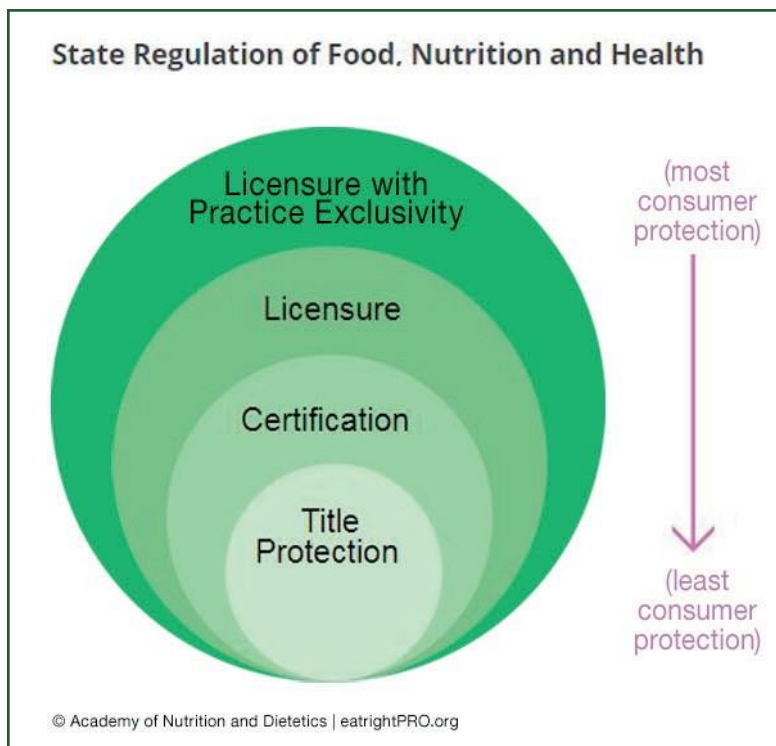 State Regulation of Food, Nutrition and Health
Licensure with
Practice Exclusivity
Licensure
Certification
Title
Protection
(most
consumer
protection)
(least
consumer
protection)
© Academy of Nutrition and Dietetics | eatrightPRO.org